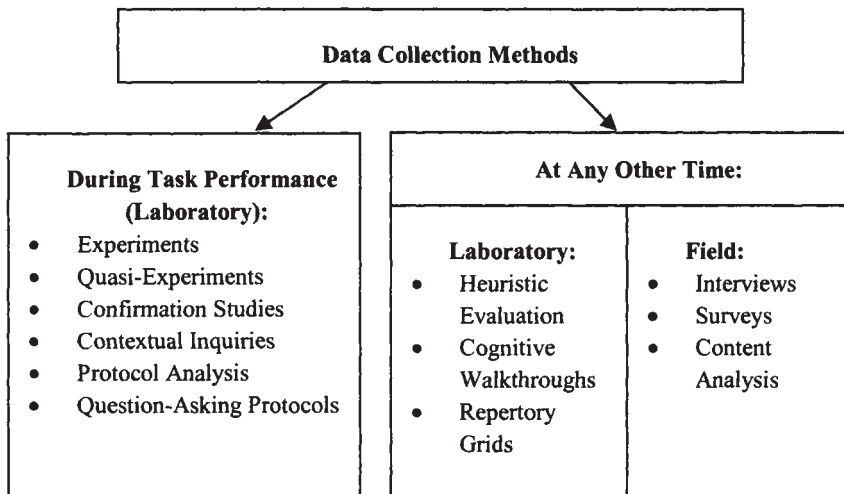 Data Collection Methods
During Task Performance
(Laboratory):
• Experiments
• Quasi-Experiments
• Confirmation Studies
• Contextual Inquiries
• Protocol Analysis
• Question-Asking Protocols
At Any Other Time:
Laboratory:
• Heuristic
Evaluation
• Cognitive
Walkthroughs
• Repertory
Grids
Field:
• Interviews
• Surveys
• Content
Analysis